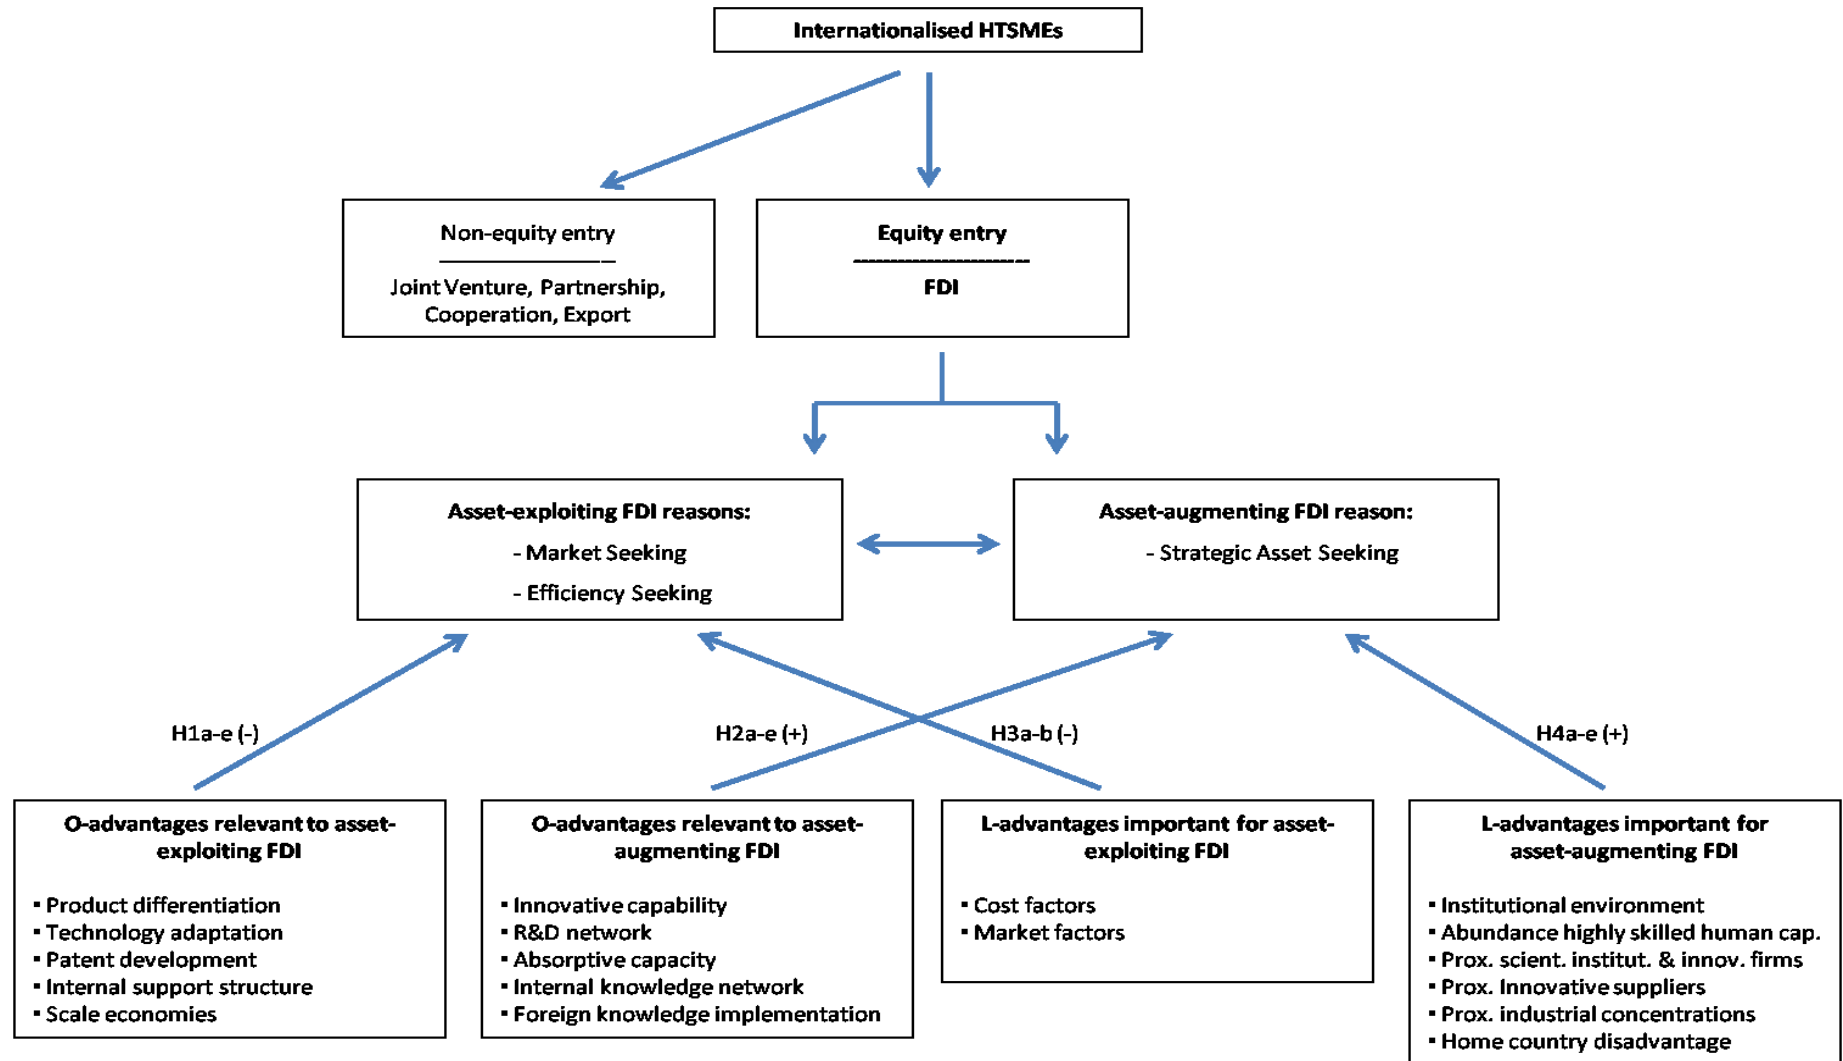 Internationalised HTSMEs
Non-equity entry
Joint Venture, Partnership,
Cooperation, Export
Equity entry
------------------------
FDI
Asset-exploiting FDI reasons:
- Market Seeking
- Efficiency Seeking
Asset-augmenting FDI reason:
- Strategic Asset Seeking
H1a-e (-)
H2a-e (+)
H3a-b (-)
H4a-e (+)
O-advantages relevant to asset-
exploiting FDI
▪ Product differentiation
▪ Technology adaptation
▪ Patent development
▪ Internal support structure
▪ Scale economies
O-advantages relevant to asset-
augmenting FDI
▪ Innovative capability
▪ R&D network
▪ Absorptive capacity
▪ Internal knowledge network
▪ Foreign knowledge implementation
L-advantages important for asset-
exploiting FDI
▪ Cost factors
▪ Market factors
L-advantages important for
asset-augmenting FDI
▪ Institutional environment
▪ Abundance highly skilled human cap.
▪ Prox. scient. institut. & innov. firms
▪ Prox. Innovative suppliers
▪ Prox. industrial concentrations
▪ Home country disadvantage